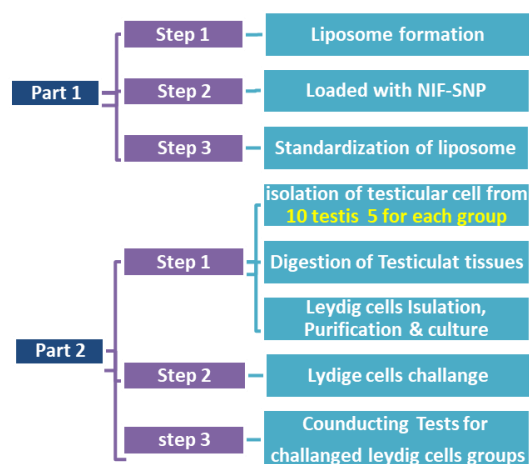 Part 1
Step 1
Liposome formation
Step 2
Loaded with NIF-SNP
Step 3
Standardization of liposome
Part 2
Step 1
isolation of testicular cell from
10 testis 5 for each group
Digestion of Testiculat tissues
Leydig cells Isulation,
Purification & culture
Step 2
Lydige cells challange
step 3
Counducting Tests for
challanged leydig cells groups